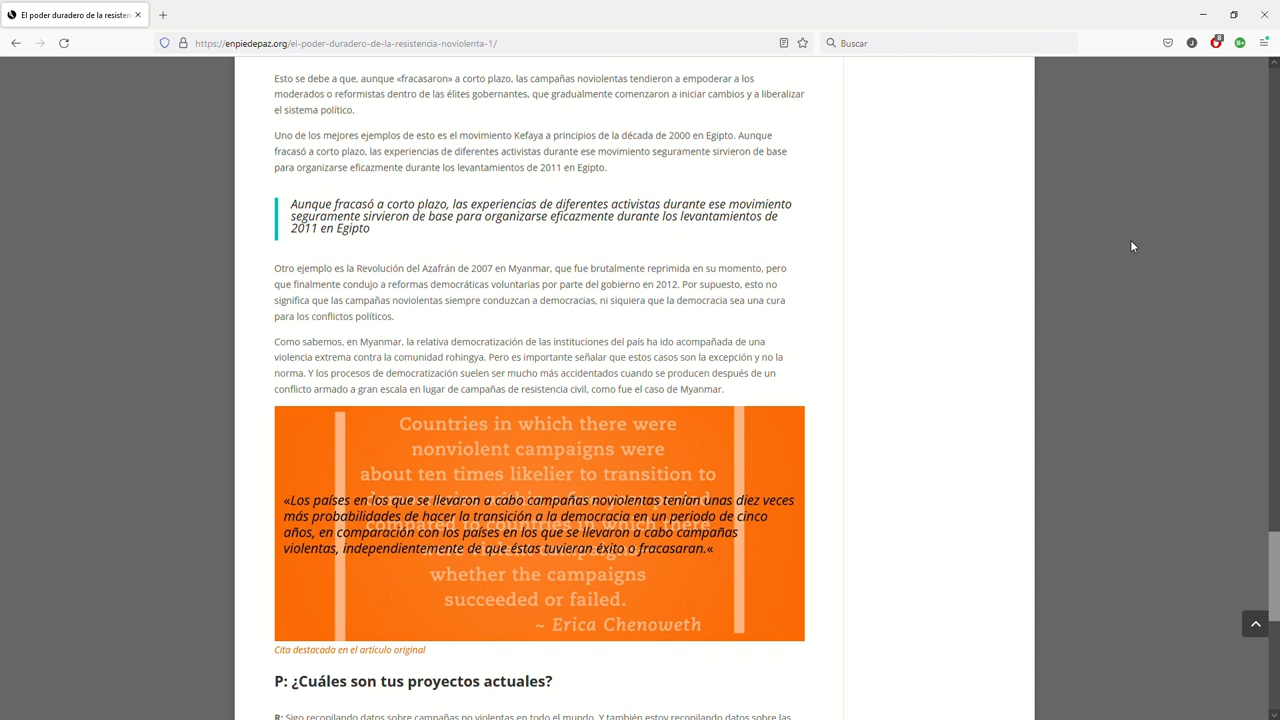 El poder duradero de la resisten
https://enpiedepaz.org/el-poder-duradero-de-la-resistencia-noviolenta-1/
Buscar
8
Esto se debe a que, aunque «fracasaron» a corto plazo, las campañas noviolentas tendieron a empoderar a los
moderados o reformistas dentro de las élites gobernantes, que gradualmente comenzaron a iniciar cambios y a liberalizar
el sistema político.
Uno de los mejores ejemplos de esto es el movimiento Kefaya a principios de la década de 2000 en Egipto. Aunque
fracasó a corto plazo, las experiencias de diferentes activistas durante ese movimiento seguramente sirvieron de base
para organizarse eficazmente durante los levantamientos de 2011 en Egipto.
Aunque fracasó a corto plazo, las experiencias de diferentes activistas durante ese movimiento
seguramente sirvieron de base para organizarse eficazmente durante los levantamientos de
2011 en Egipto
Otro ejemplo es la Revolución del Azafrán de 2007 en Myanmar, que fue brutalmente reprimida en su momento, pero
que finalmente condujo a reformas democráticas voluntarias por parte del gobierno en 2012. Por supuesto, esto no
significa que las campañas noviolentas siempre conduzcan a democracias, ni siquiera que la democracia sea una cura
para los conflictos políticos.
Como sabemos, en Myanmar, la relativa democratización de las instituciones del país ha ido acompañada de una
violencia extrema contra la comunidad rohingya. Pero es importante señalar que estos casos son la excepción y no la
norma. Y los procesos de democratización suelen ser mucho más accidentados cuando se producen después de un
conflicto armado a gran escala en lugar de campañas de resistencia civil, como fue el caso de Myanmar.
Countries in which there were
nonviolent campaigns were
about ten times likelier to transition to
«Los países en los que se llevaron a cabo campañas noviolentas tenían unas diez veces
más probabilidades de hacer la transición a la democracia en un periodo de cinco
años, en comparación con los países en los que se llevaron a cabo campañas
violentas, independientemente de que éstas tuvieran éxito o fracasaran.«
whether the campaigns
succeeded or failed.
~ Erica Chenoweth
Cita destacada en el artículo original
P: ¿Cuáles son tus proyectos actuales?
R: Sigo recopilando datos sobre campañas no violentas en todo el mundo. Y también estoy recopilando datos sobre las